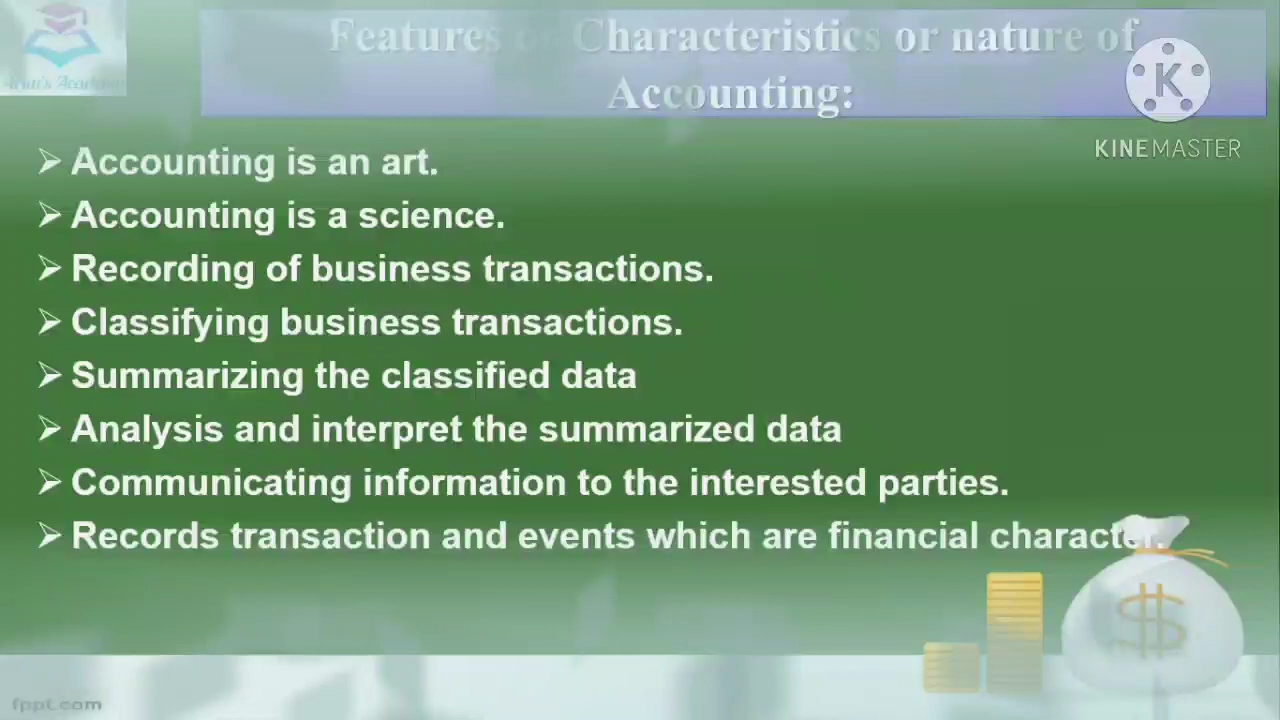 Features or Characteristics or nature of
Accounting:
K
KINEMASTER
➢ Accounting is an art.
➢ Accounting is a science.
➢ Recording of business transactions.
➢ Classifying business transactions.
➢ Summarizing the classified data
➢ Analysis and interpret the summarized data
➢ Communicating information to the interested parties.
➢ Records transaction and events which are financial character.
$
fppt.com